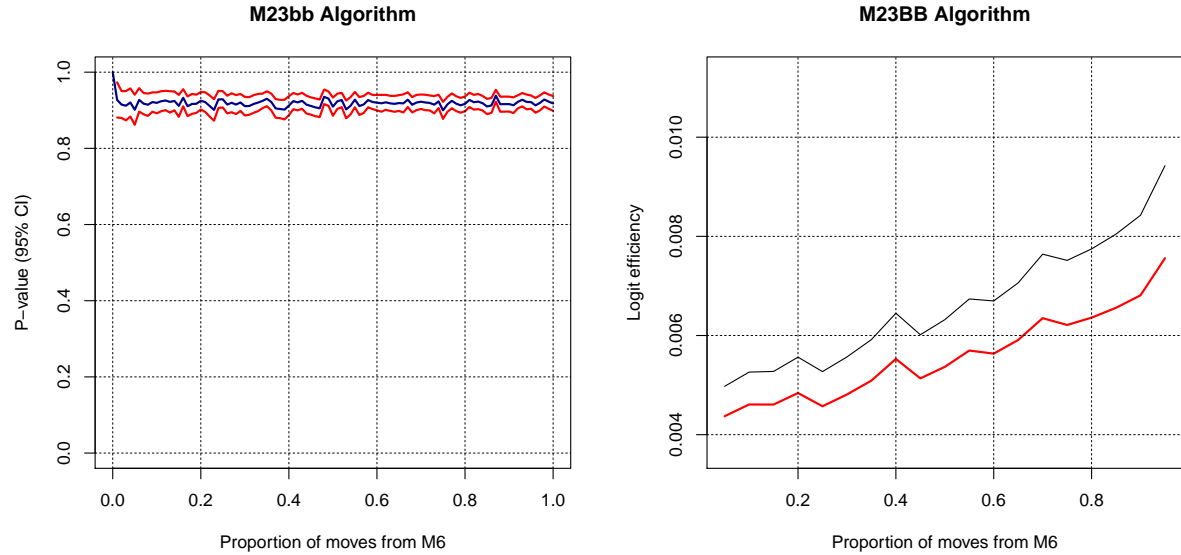 M23bb Algorithm
P−value (95% CI)
1.0
0.8
0.6
0.4
0.2
0.0
0.0 0.2 0.4 0.6 0.8 1.0
Proportion of moves from M6
M23BB Algorithm
Logit efficiency
0.010
0.008
0.006
0.004
0.2 0.4 0.6 0.8
Proportion of moves from M6